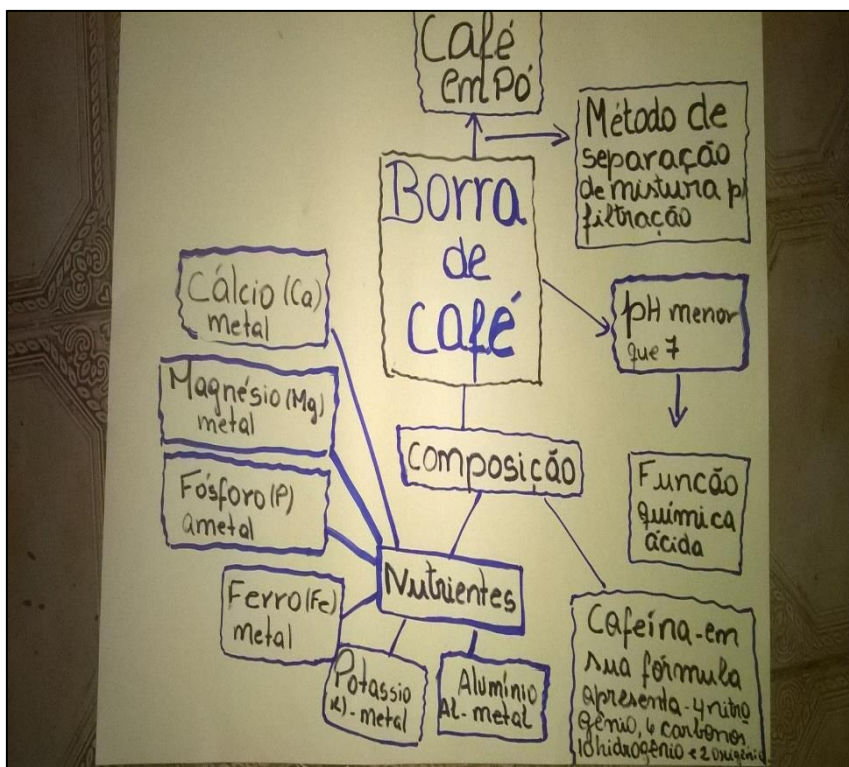 Café
em Pó
Método de
separação
de mistura p/
filtração
Borra
de
Café
Cálcio (Ca)
metal
pH menor
que 7
Magnésio (Mg)
metal
Composição
Fósforo (P)
ametal
Função
química
ácida
Nutrientes
Ferro (Fe)
metal
Potassio
(K)-metal
Alumínio
Al-metal
Cafeína-em
sua fórmula
apresenta-4 nitro
gênio, 4 carbonos
10 hidrogênio e 2 oxigênio